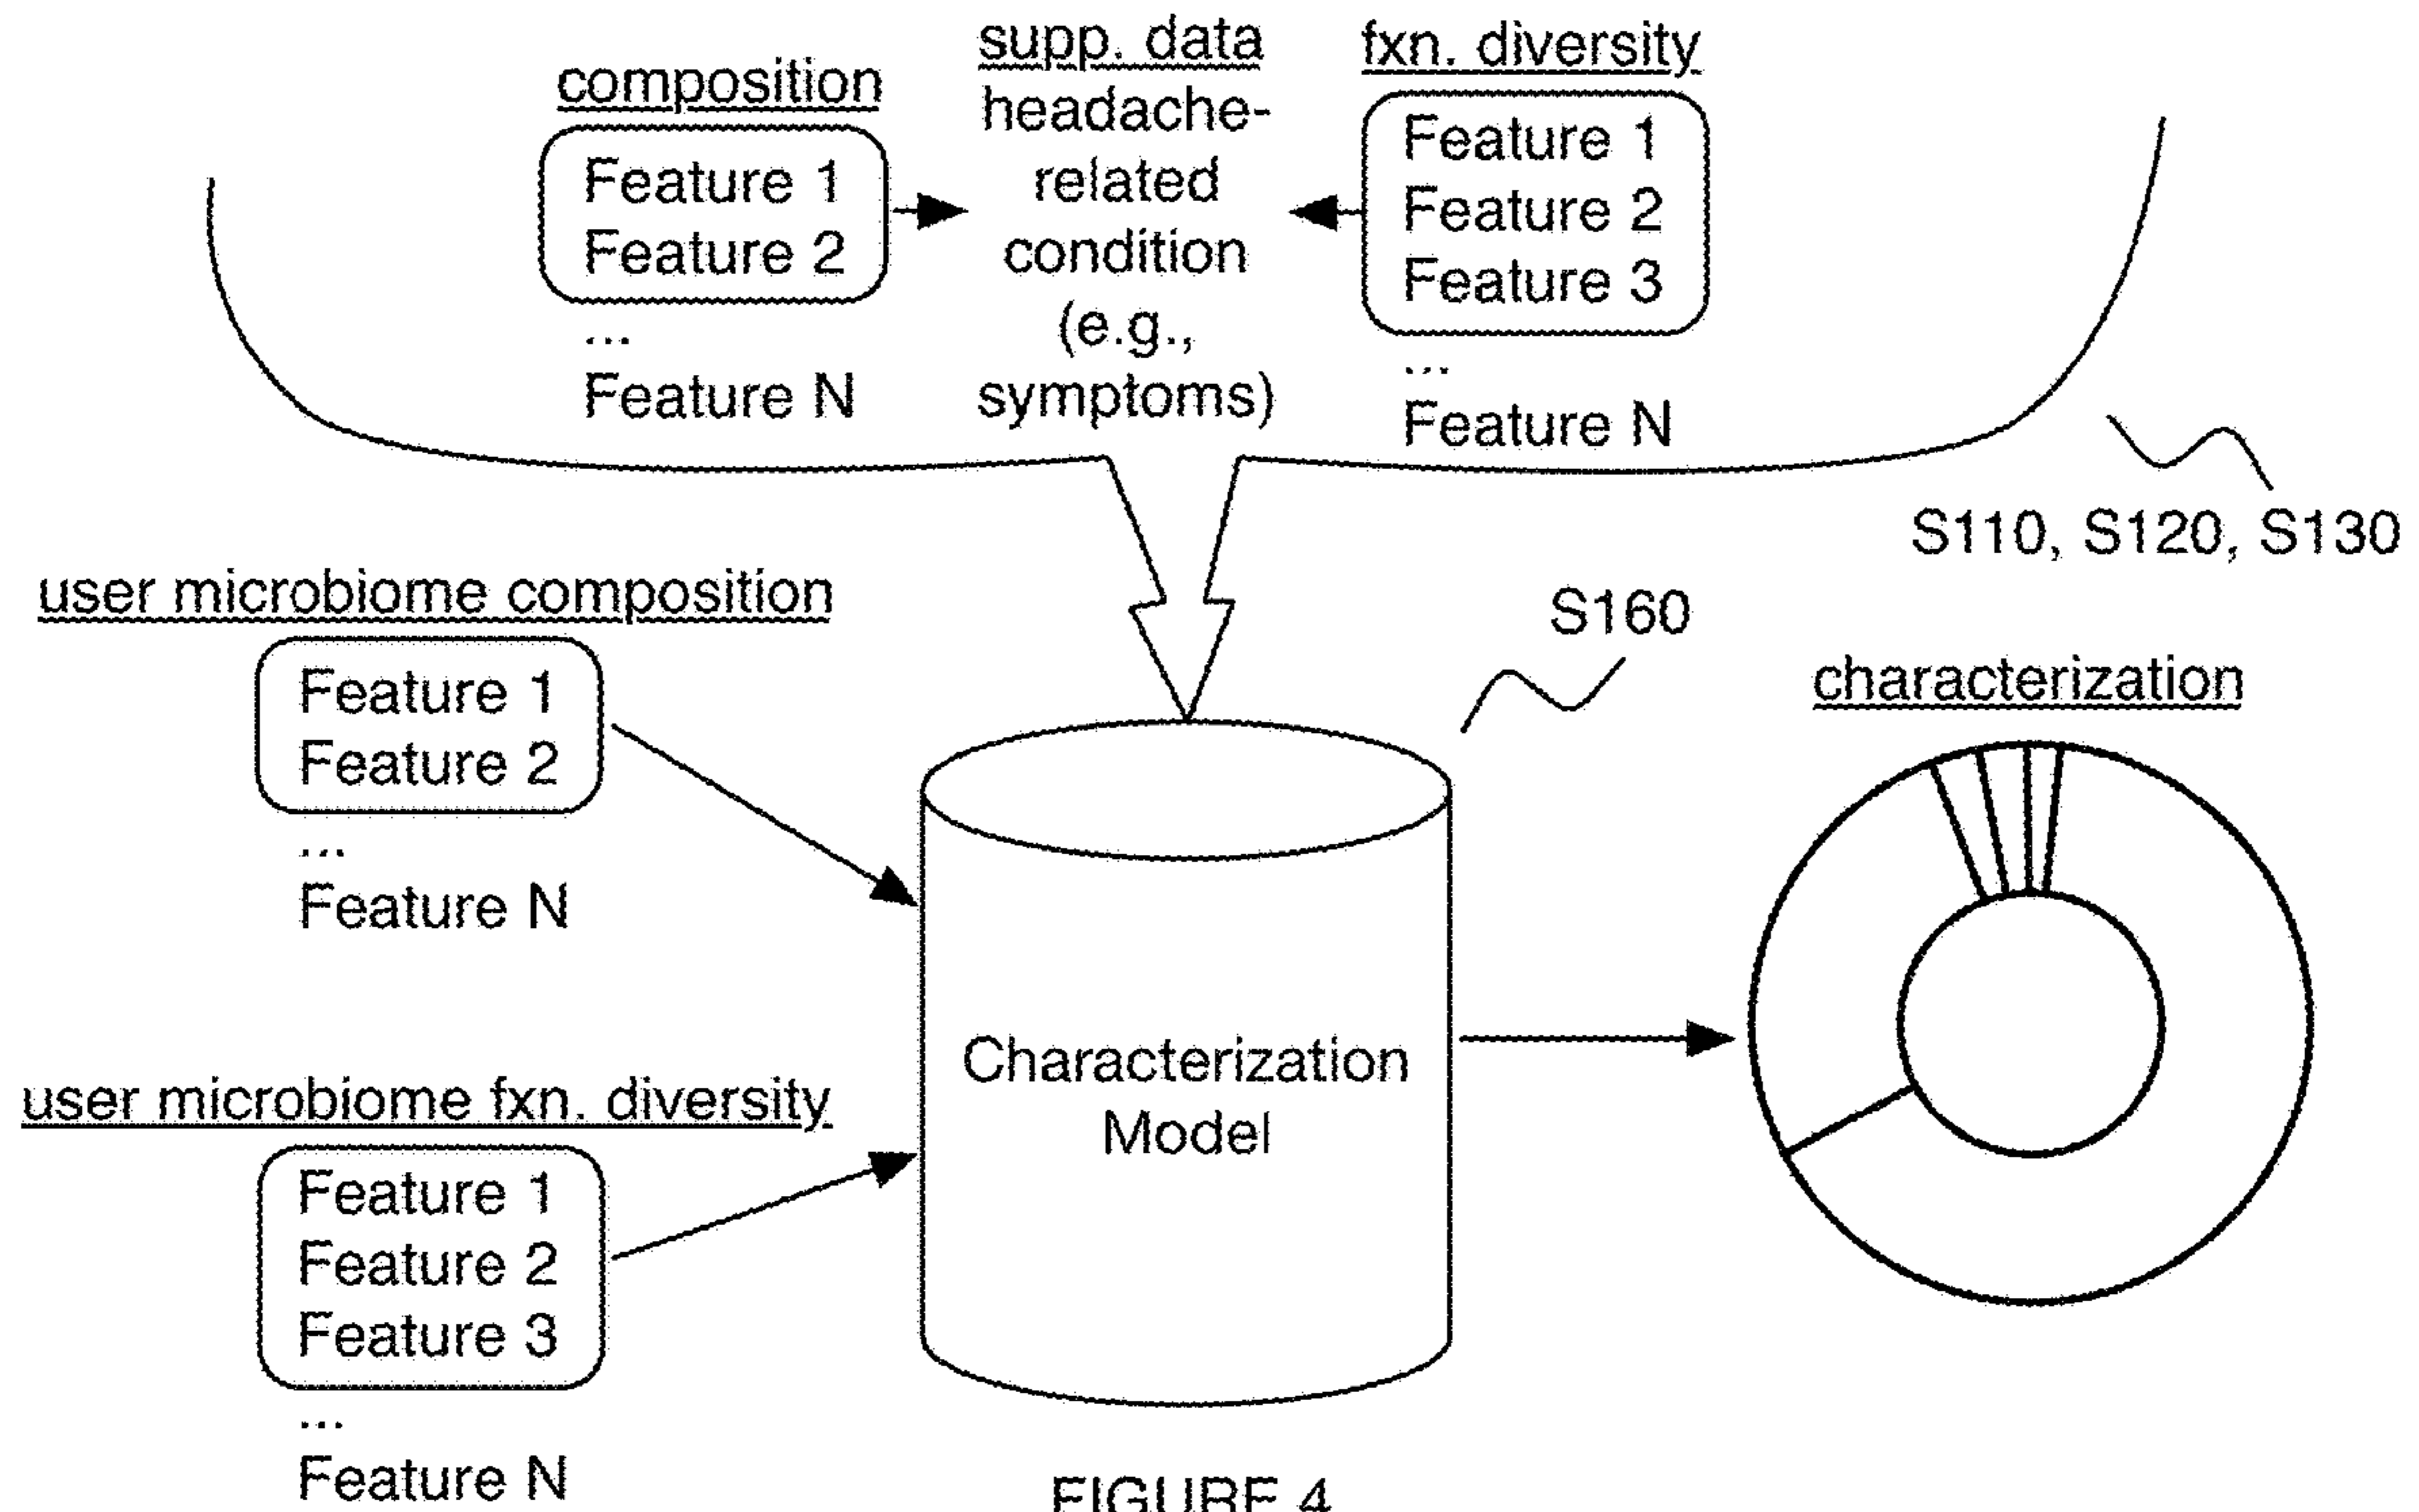 composition
Feature 1
Feature 2
...
Feature N
supp. data
headache-
related
condition
(e.g.,
symptoms)
fxn. diversity
Feature 1
Feature 2
Feature 3
...
Feature N
S110, S120, S130
user microbiome composition
Feature 1
Feature 2
...
Feature N
S160
characterization
user microbiome fxn. diversity
Feature 1
Feature 2
Feature 3
...
Feature N
Characterization
Model
FIGURE 4